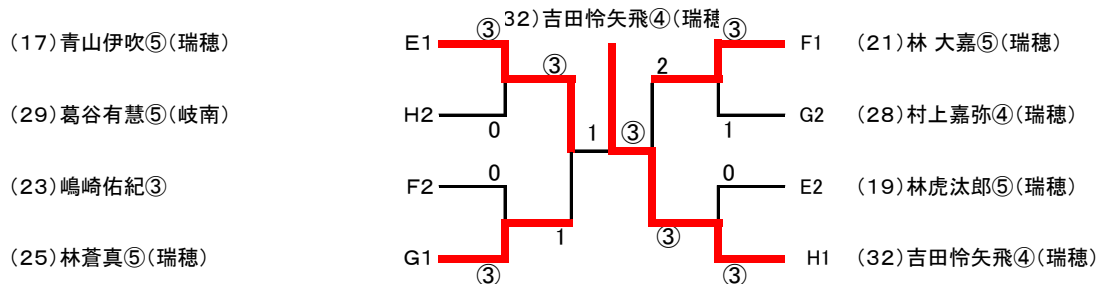 32)吉田怜矢飛④(瑞穂
(17)青山伊吹⑤(瑞穂) E1 ③ ③ F1 (21)林 大嘉⑤(瑞穂)
③ 2
(29)葛谷有慧⑤(岐南) H2 0 1 G2 (28)村上嘉弥④(瑞穂)
1 ③
(23)嶋崎佑紀③ F2 0 0 E2 (19)林虎汰郎⑤(瑞穂)
1 ③
(25)林蒼真⑤(瑞穂) G1 ③ ③ H1 (32)吉田怜矢飛④(瑞穂)